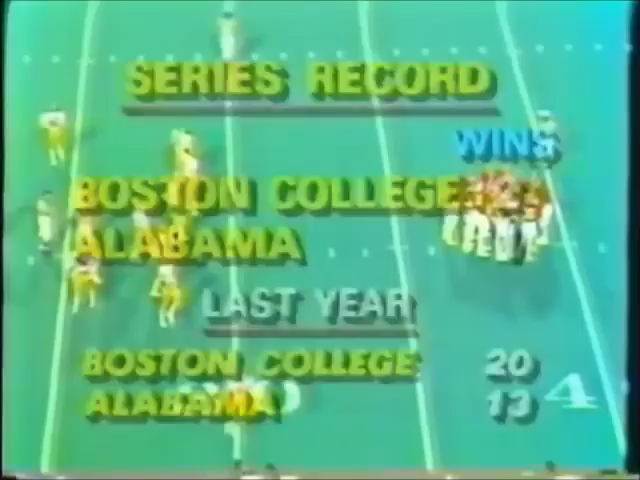 SERIES RECORD
WINS
BOSTON COLLEGE
ALABAMA
LAST YEAR
BOSTON COLLEGE 20
ALABAMA 13
4